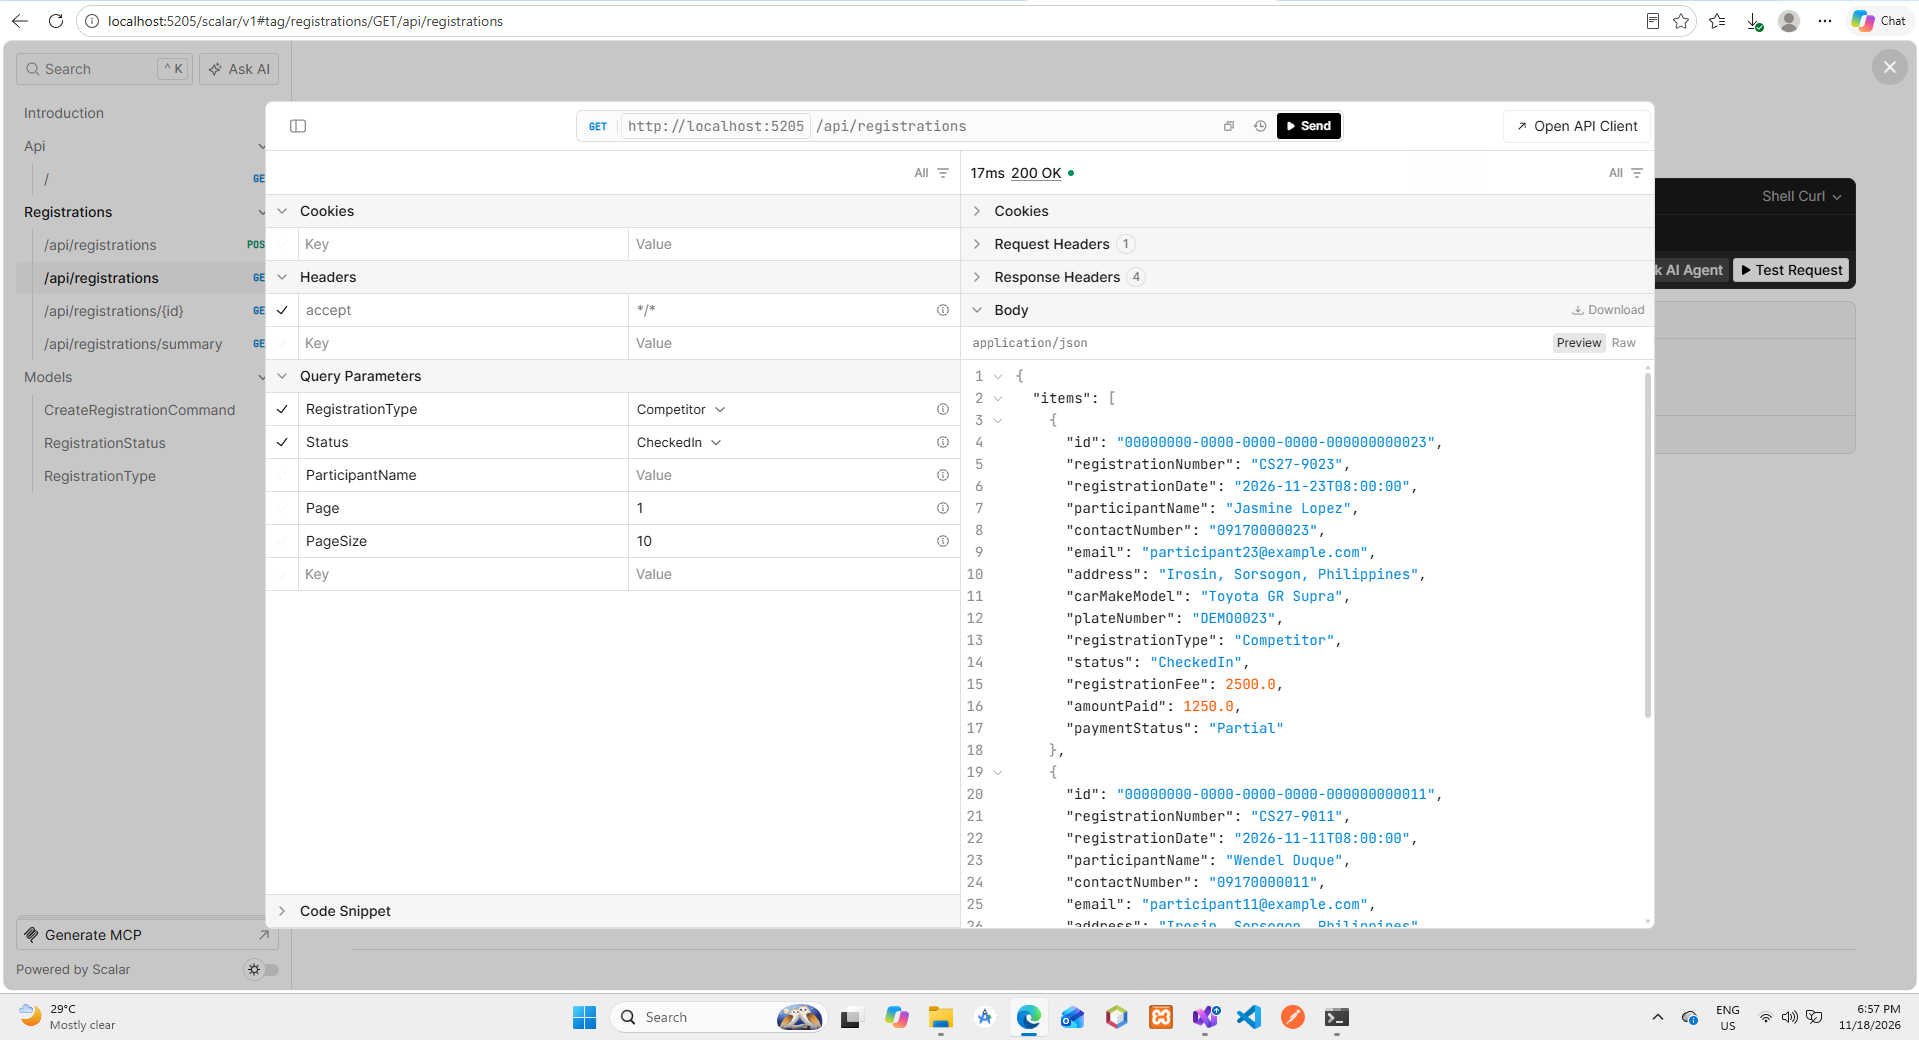 localhost:5205/scalar/v1#tag/registrations/GET/api/registrations
Chat
Search
^ K
Ask AI
Introduction
Api
/
GE
Registrations
/api/registrations
POS
/api/registrations
GE
/api/registrations/{id}
GE
/api/registrations/summary
GE
Models
CreateRegistrationCommand
RegistrationStatus
RegistrationType
Generate MCP
Powered by Scalar
GET
http://localhost:5205
/api/registrations
Send
Open API Client
All
Cookies
Key
Value
Headers
accept
*/*
Key
Value
Query Parameters
RegistrationType
Competitor
Status
CheckedIn
ParticipantName
Value
Page
1
PageSize
10
Key
Value
Code Snippet
17ms 200 OK
All
Cookies
Request Headers 1
Response Headers 4
Body
Download
application/json
Preview
Raw
1 {
2 "items": [
3 {
4 "id": "00000000-0000-0000-0000-000000000023",
5 "registrationNumber": "CS27-9023",
6 "registrationDate": "2026-11-23T08:00:00",
7 "participantName": "Jasmine Lopez",
8 "contactNumber": "09170000023",
9 "email": "participant23@example.com",
10 "address": "Irosin, Sorsogon, Philippines",
11 "carMakeModel": "Toyota GR Supra",
12 "plateNumber": "DEMO0023",
13 "registrationType": "Competitor",
14 "status": "CheckedIn",
15 "registrationFee": 2500.0,
16 "amountPaid": 1250.0,
17 "paymentStatus": "Partial"
18 },
19 {
20 "id": "00000000-0000-0000-0000-000000000011",
21 "registrationNumber": "CS27-9011",
22 "registrationDate": "2026-11-11T08:00:00",
23 "participantName": "Wendel Duque",
24 "contactNumber": "09170000011",
25 "email": "participant11@example.com",
26 "address": "Irosin, Sorsogon, Philippines"
Shell Curl
k AI Agent
Test Request
29°C
Mostly clear
Search
ENG
US
6:57 PM
11/18/2026